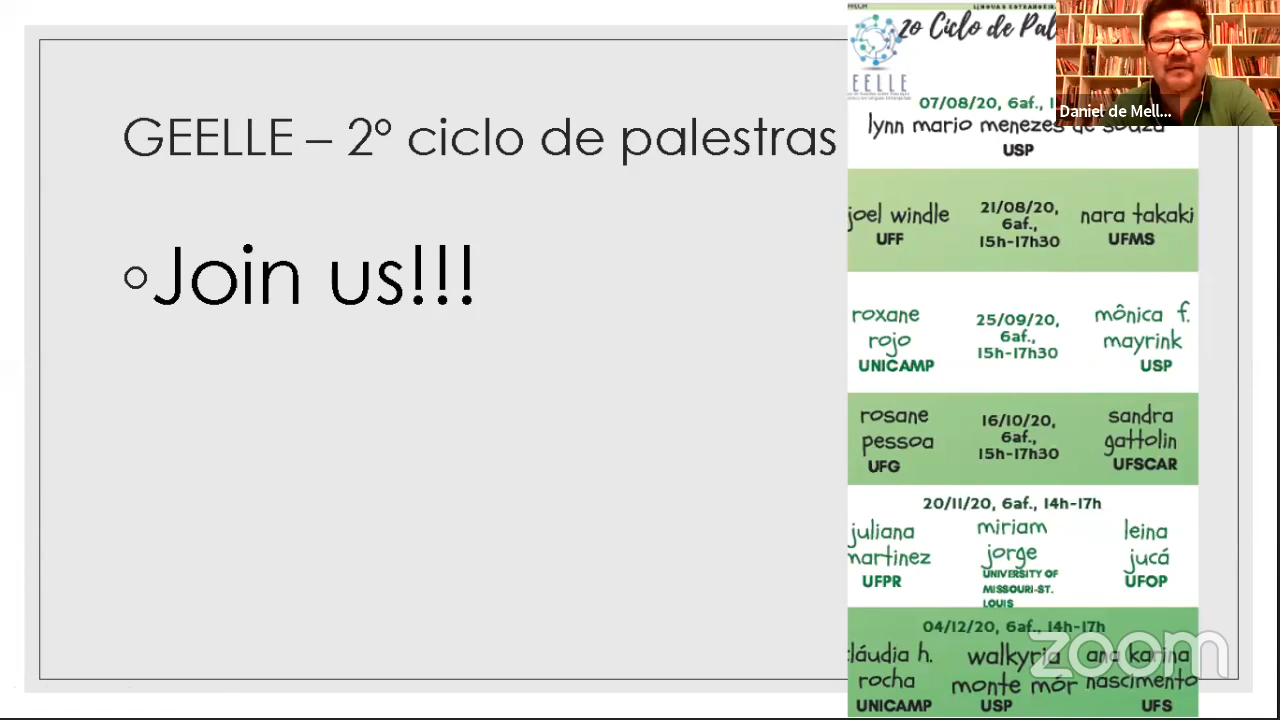 GEELLE – 2º ciclo de palestras
◦Join us!!!
LÍNGUAS ESTRANGEIRA
2o Ciclo de Pal
EELLE
07/08/20, 6af., 1
lynn mario menezes de souza
USP
joel windle
UFF
21/08/20,
6af.,
15h-17h30
nara takaki
UFMS
roxane
rojo
UNICAMP
25/09/20,
6af.,
15h-17h30
mônica f.
mayrink
USP
rosane
pessoa
UFG
16/10/20,
6af.,
15h-17h30
sandra
gattolin
UFSCAR
20/11/20, 6af., 14h-17h
juliana
martinez
UFPR
miriam
jorge
UNIVERSITY OF
MISSOURI-ST.
LOUIS
leina
jucá
UFOP
04/12/20, 6af., 14h-17h
cláudia h.
rocha
UNICAMP
walkyria
monte mór
USP
ana karina
nascimento
UFS
Daniel de Mell...
zoom